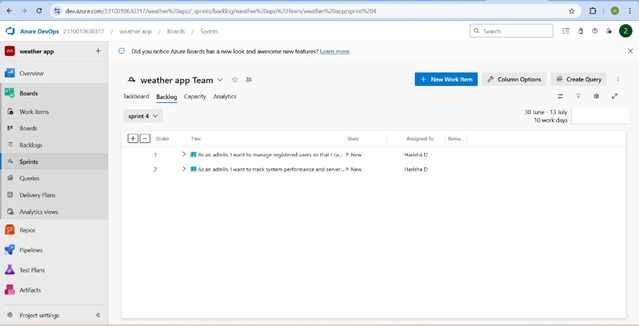 dev.azure.com/2310010630317/weather%20app/_sprints/backlog/weather%20app%20Team/weather%20app/sprint%204
Azure DevOps 2310010630317 / weather app / Boards / Sprints Search 2
WA weather app
Did you notice Azure Boards has a new look and awesome new features? Learn more.
Overview
Boards
Work items
Boards
Backlogs
Sprints
Queries
Delivery Plans
Analytics views
Repos
Pipelines
Test Plans
Artifacts
Project settings
weather app Team
New Work Item Column Options Create Query
Taskboard Backlog Capacity Analytics
sprint 4
30 June - 13 July
10 work days
Order Title State Assigned To Rema...
1 As an admin, I want to manage registered users so that I ca... New Harisha D
2 As an admin, I want to track system performance and server... New Harisha D